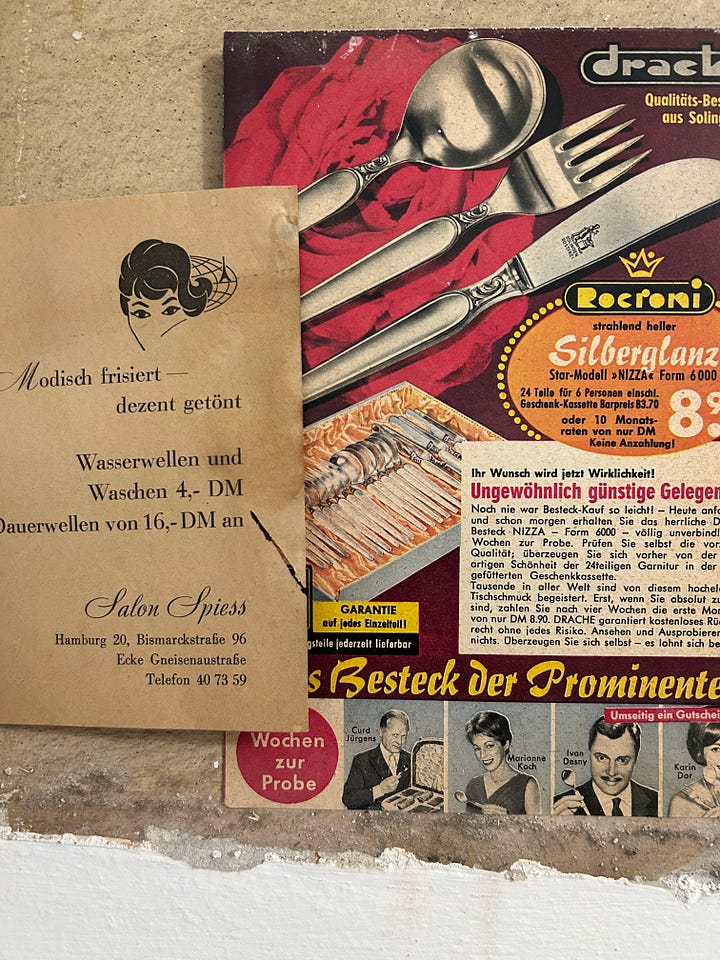 Modisch frisiert —
dezent getönt
Wasserwellen und
Waschen 4,- DM
Dauerwellen von 16,-DM an
Salon Spiess
Hamburg 20, Bismarckstraße 96
Ecke Gneisenaustraße
Telefon 40 73 59
drack
Qualitäts-Bes
aus Soling
Rocroni
strahlend heller
Silberglanz
Star-Modell »NIZZA« Form 6000
24 Teile für 6 Personen einschl.
Geschenk-Kassette Barpreis 83.70
oder 10 Monats-
raten von nur DM
Keine Anzahlung!
8.9
Ihr Wunsch wird jetzt Wirklichkeit!
Ungewöhnlich günstige Gelegen
Noch nie war Besteck-Kauf so leicht! – Heute anfo
und schon morgen erhalten Sie das herrliche D
Besteck NIZZA – Form 6000 – völlig unverbindl
Wochen zur Probe. Prüfen Sie selbst die vor
Qualität; überzeugen Sie sich vorher von der
artigen Schönheit der 24teiligen Garnitur in der
gefütterten Geschenkkassette.
Tausende in aller Welt sind von diesem hochele
Tischschmuck begeistert. Erst, wenn Sie absolut zu
sind, zahlen Sie nach vier Wochen die erste Mon
von nur DM 8.90. DRACHE garantiert kostenloses Rü
recht ohne jedes Risiko. Ansehen und Ausprobieren
nichts. Überzeugen Sie sich selbst – es lohnt sich be
GARANTIE
auf jedes Einzelteil!
gsteile jederzeit lieferbar
s Besteck der Prominente
Umseitig ein Gutschei
Wochen
zur
Probe
Curd
Jürgens
Marianne
Koch
Ivan
Desny
Karin
Dor